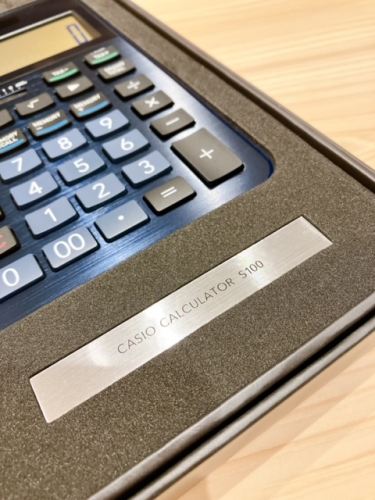 √ ▶ ÷
×
7 8 9 −
4 5 6 +
1 2 3
0 00 · =
CASIO CALCULATOR S100